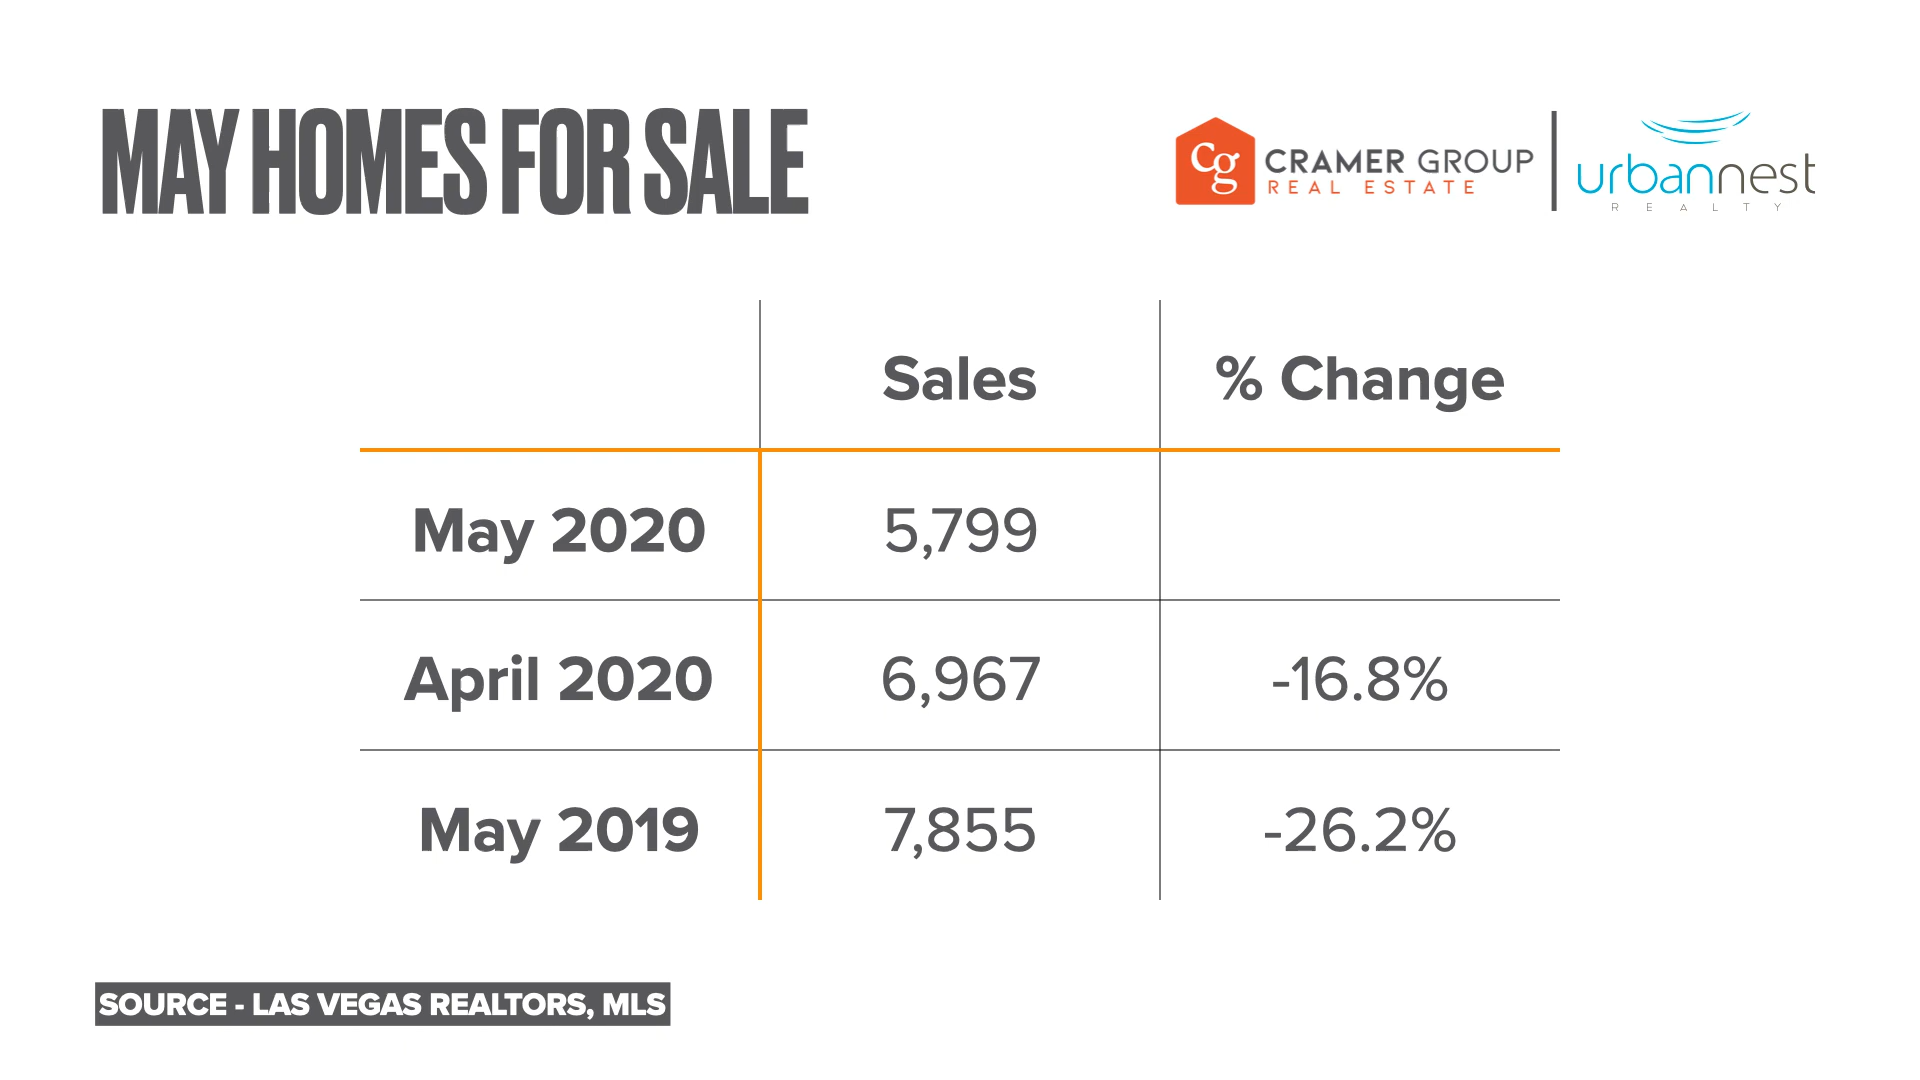 MAY HOMES FOR SALE
cg CRAMER GROUP
REAL ESTATE
urbannest
REALTY
Sales % Change
May 2020 5,799
April 2020 6,967 -16.8%
May 2019 7,855 -26.2%
SOURCE - LAS VEGAS REALTORS, MLS